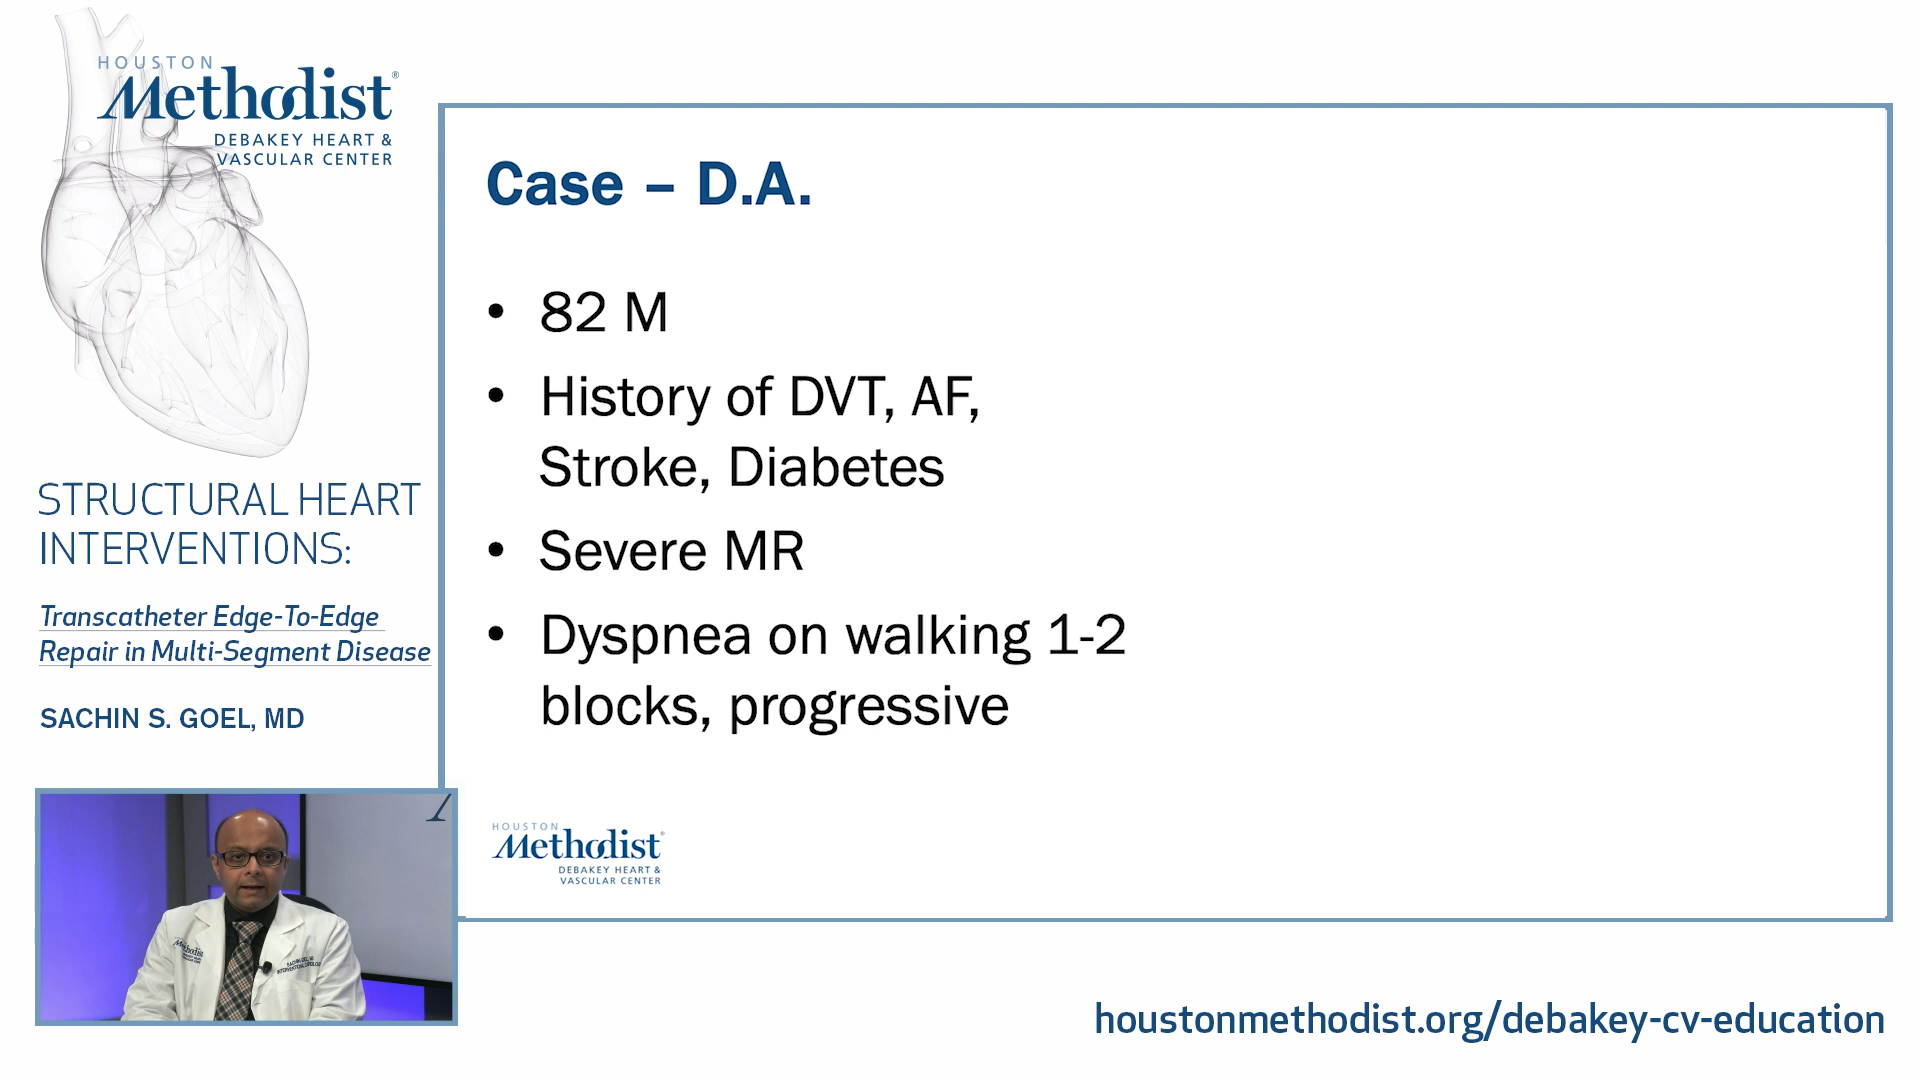 HOUSTON
Methodist®
DEBAKEY HEART &
VASCULAR CENTER
STRUCTURAL HEART
INTERVENTIONS:
Transcatheter Edge-To-Edge
Repair in Multi-Segment Disease
SACHIN S. GOEL, MD
Case – D.A.
• 82 M
• History of DVT, AF,
Stroke, Diabetes
• Severe MR
• Dyspnea on walking 1-2
blocks, progressive
HOUSTON
Methodist®
DEBAKEY HEART &
VASCULAR CENTER
Methodist
houstonmethodist.org/debakey-cv-education